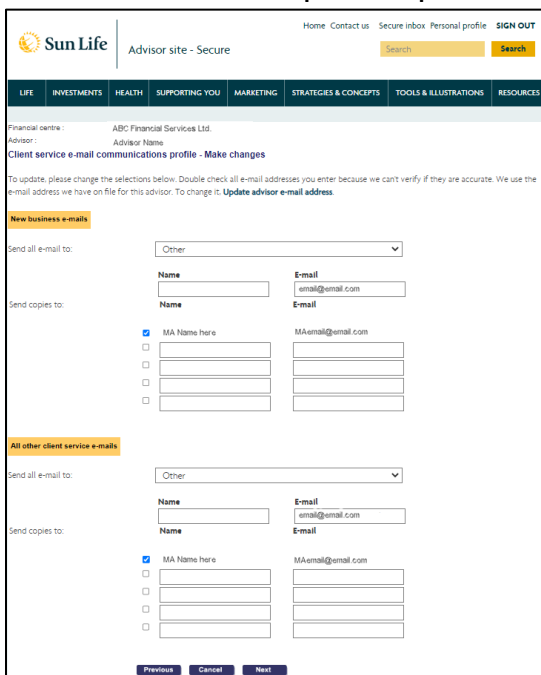 Home Contact us Secure inbox Personal profile SIGN OUT
Sun Life Advisor site - Secure
Search Search
LIFE INVESTMENTS HEALTH SUPPORTING YOU MARKETING STRATEGIES & CONCEPTS TOOLS & ILLUSTRATIONS RESOURCES
Financial centre : ABC Financial Services Ltd.
Advisor : Advisor Name
Client service e-mail communications profile - Make changes
To update, please change the selections below. Double check all e-mail addresses you enter because we can't verify if they are accurate. We use the
e-mail address we have on file for this advisor. To change it, Update advisor e-mail address.
New business e-mails
Send all e-mail to: Other
Name E-mail
email@email.com
Send copies to: Name E-mail
MA Name here MAemail@email.com
All other client service e-mails
Send all e-mail to: Other
Name E-mail
email@email.com
Send copies to: Name E-mail
MA Name here MAemail@email.com
Previous Cancel Next